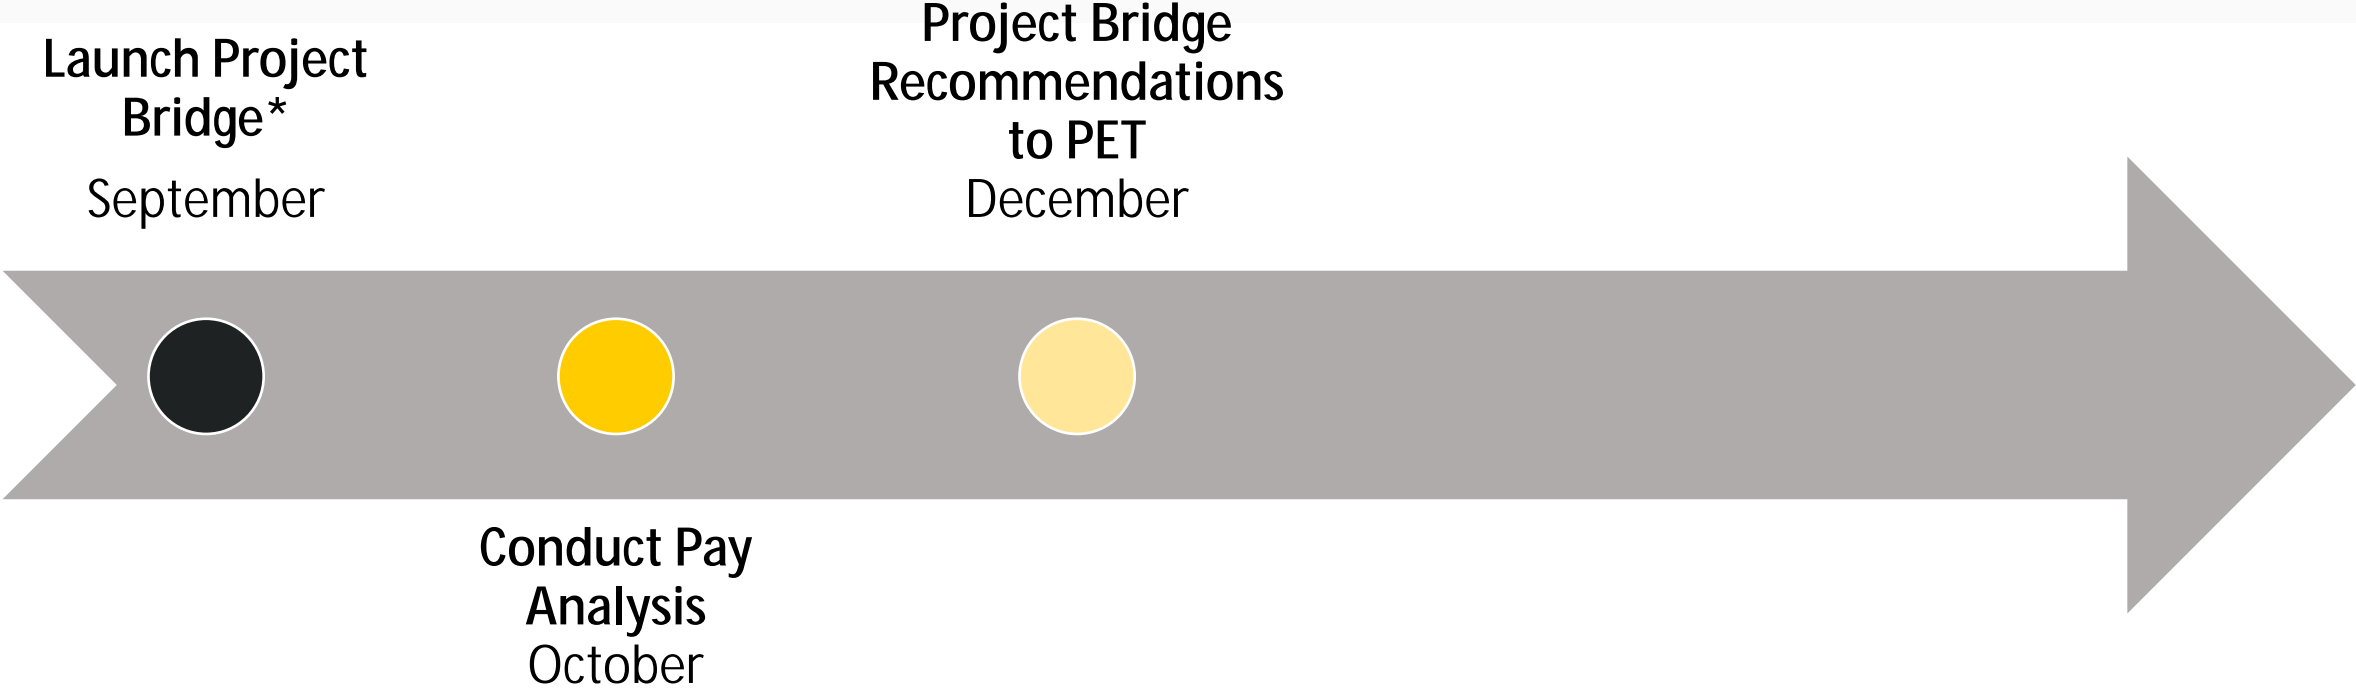 Launch Project
Bridge*
September
Conduct Pay
Analysis
October
Project Bridge
Recommendations
to PET
December